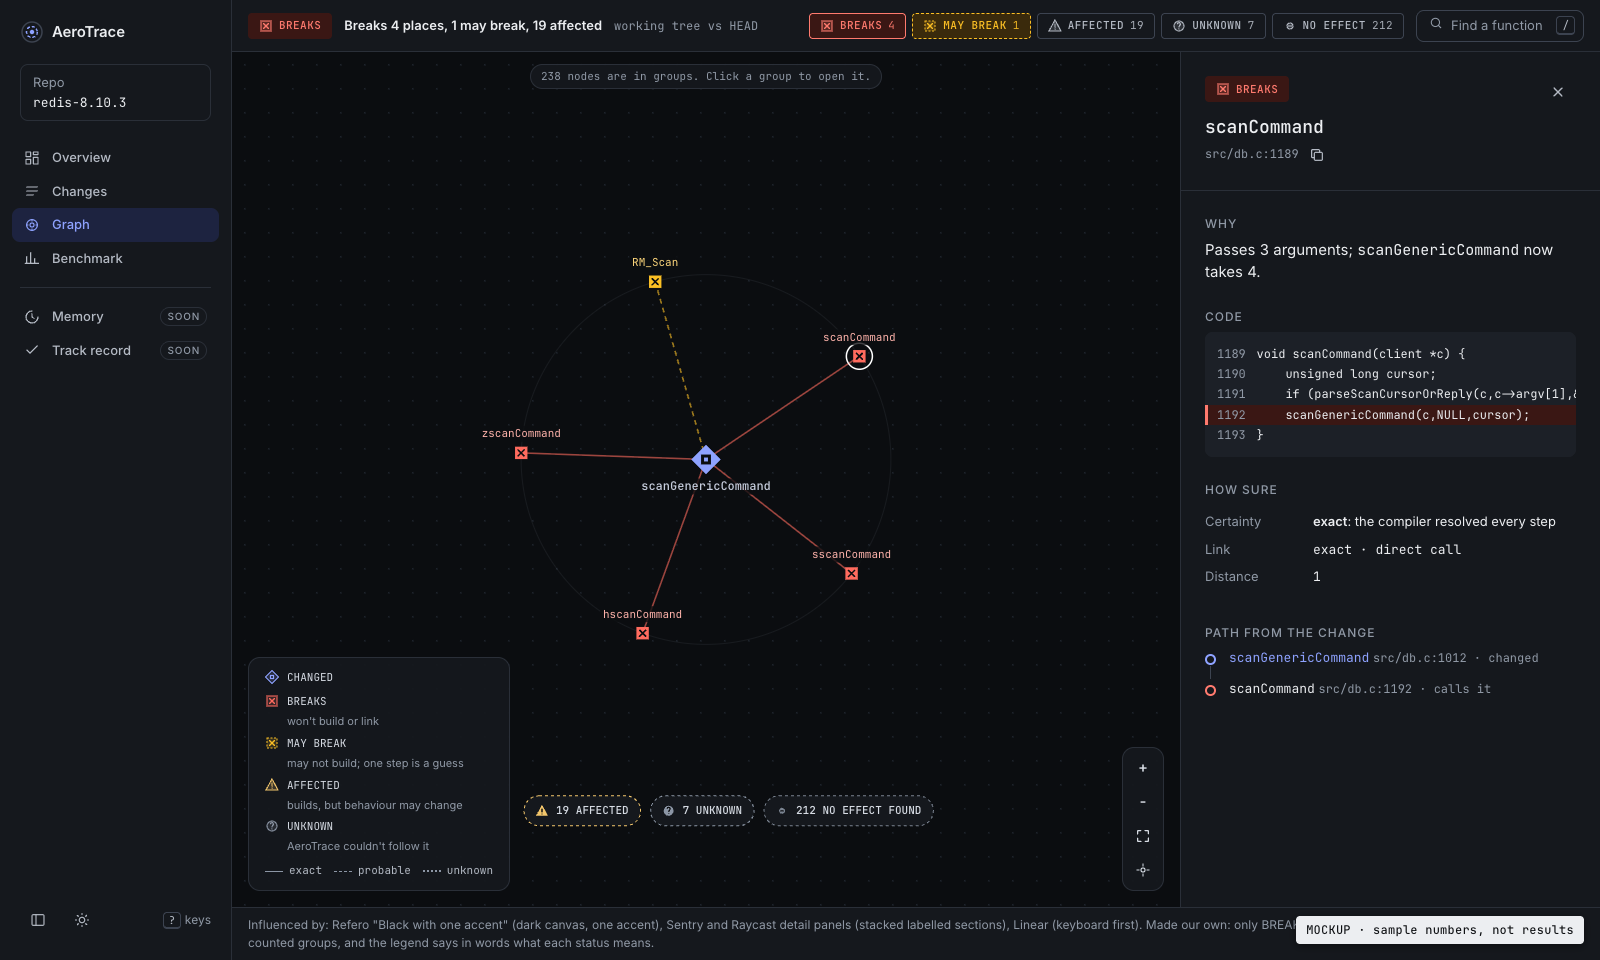 AeroTrace
Repo
redis-8.10.3
Overview
Changes
Graph
Benchmark
Memory SOON
Track record SOON
? keys
BREAKS Breaks 4 places, 1 may break, 19 affected working tree vs HEAD
BREAKS 4 MAY BREAK 1 AFFECTED 19 UNKNOWN 7 NO EFFECT 212 Find a function /
238 nodes are in groups. Click a group to open it.
RM_Scan
scanCommand
zscanCommand
scanGenericCommand
sscanCommand
hscanCommand
CHANGED
BREAKS
won't build or link
MAY BREAK
may not build; one step is a guess
AFFECTED
builds, but behaviour may change
UNKNOWN
AeroTrace couldn't follow it
exact probable unknown
19 AFFECTED 7 UNKNOWN 212 NO EFFECT FOUND
+
-
BREAKS
scanCommand
src/db.c:1189
WHY
Passes 3 arguments; scanGenericCommand now
takes 4.
CODE
1189 void scanCommand(client *c) {
1190 unsigned long cursor;
1191 if (parseScanCursorOrReply(c,c->argv[1],&
1192 scanGenericCommand(c,NULL,cursor);
1193 }
HOW SURE
Certainty exact: the compiler resolved every step
Link exact · direct call
Distance 1
PATH FROM THE CHANGE
scanGenericCommand src/db.c:1012 · changed
scanCommand src/db.c:1192 · calls it
Influenced by: Refero "Black with one accent" (dark canvas, one accent), Sentry and Raycast detail panels (stacked labelled sections), Linear (keyboard first). Made our own: only
counted groups, and the legend says in words what each status means.
MOCKUP · sample numbers, not results